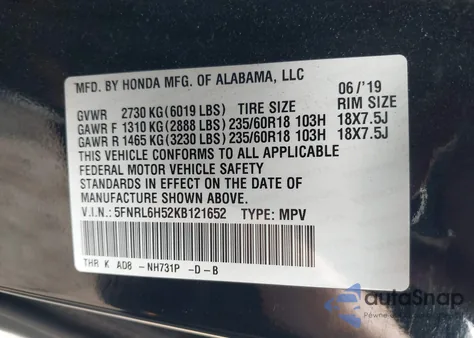 MFD. BY HONDA MFG. OF ALABAMA, LLC 06/'19
GVWR 2730 KG(6019 LBS) TIRE SIZE RIM SIZE
GAWR F 1310 KG(2888 LBS) 235/60R18 103H 18X7.5J
GAWR R 1465 KG(3230 LBS) 235/60R18 103H 18X7.5J
THIS VEHICLE CONFORMS TO ALL APPLICABLE
FEDERAL MOTOR VEHICLE SAFETY
STANDARDS IN EFFECT ON THE DATE OF
MANUFACTURE SHOWN ABOVE.
V.I.N: 5FNRL6H52KB121652 TYPE: MPV
THR K AD8 -NH731P -D-B
autoSnap